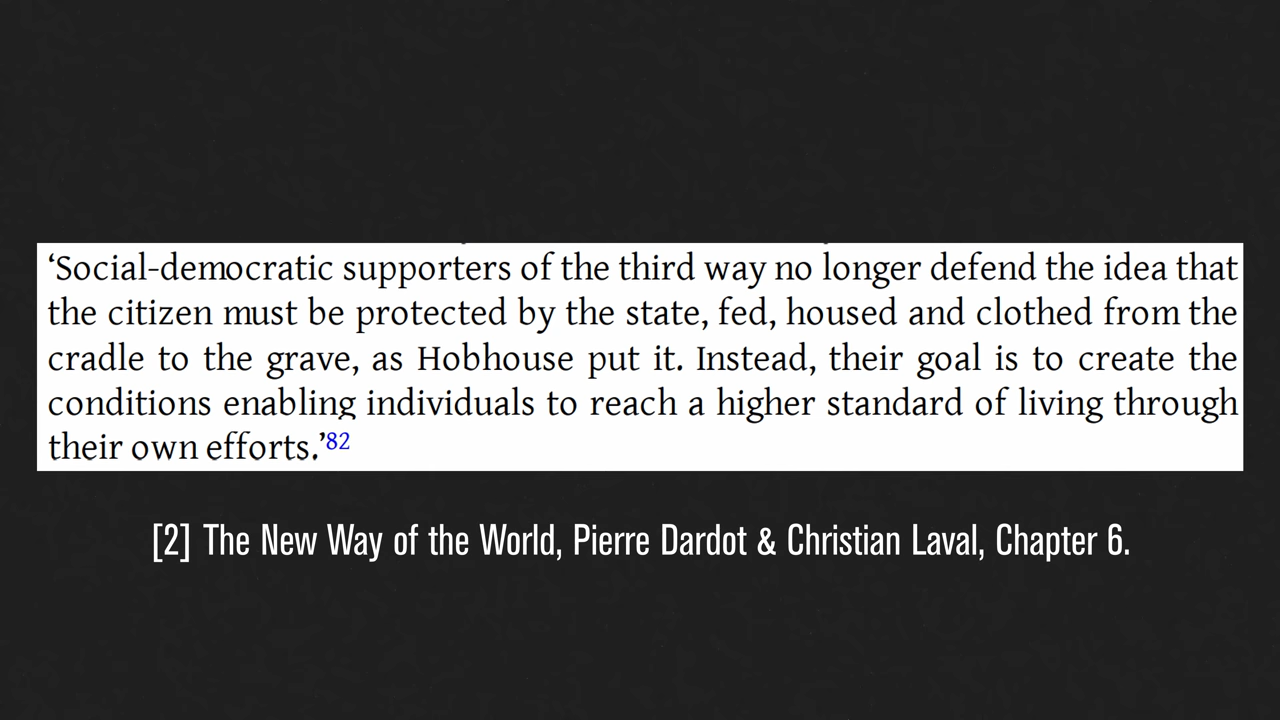 ‘Social-democratic supporters of the third way no longer defend the idea that
the citizen must be protected by the state, fed, housed and clothed from the
cradle to the grave, as Hobhouse put it. Instead, their goal is to create the
conditions enabling individuals to reach a higher standard of living through
their own efforts.’82
[2] The New Way of the World, Pierre Dardot & Christian Laval, Chapter 6.